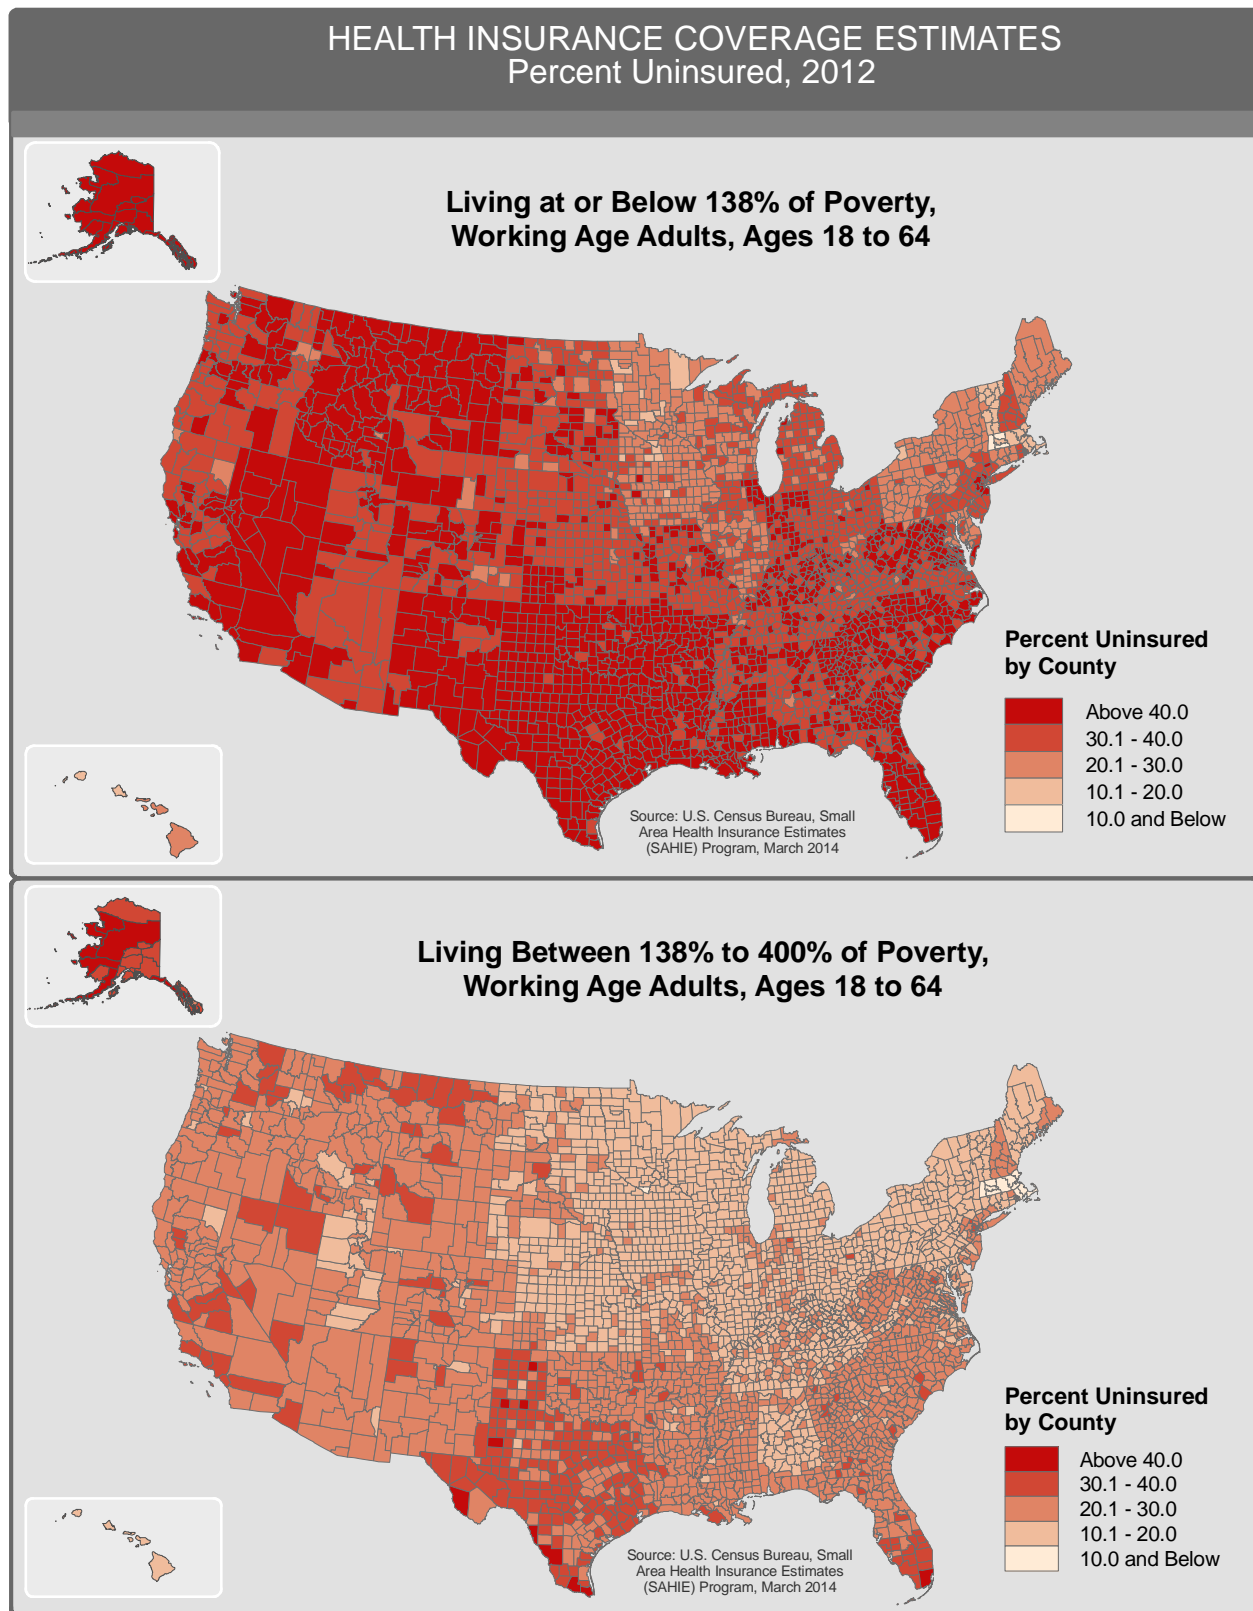 HEALTH INSURANCE COVERAGE ESTIMATES
Percent Uninsured, 2012
Living at or Below 138% of Poverty,
Working Age Adults, Ages 18 to 64
Percent Uninsured
by County
Above 40.0
30.1 - 40.0
20.1 - 30.0
10.1 - 20.0
10.0 and Below
Source: U.S. Census Bureau, Small
Area Health Insurance Estimates
(SAHIE) Program, March 2014
Living Between 138% to 400% of Poverty,
Working Age Adults, Ages 18 to 64
Percent Uninsured
by County
Above 40.0
30.1 - 40.0
20.1 - 30.0
10.1 - 20.0
10.0 and Below
Source: U.S. Census Bureau, Small
Area Health Insurance Estimates
(SAHIE) Program, March 2014